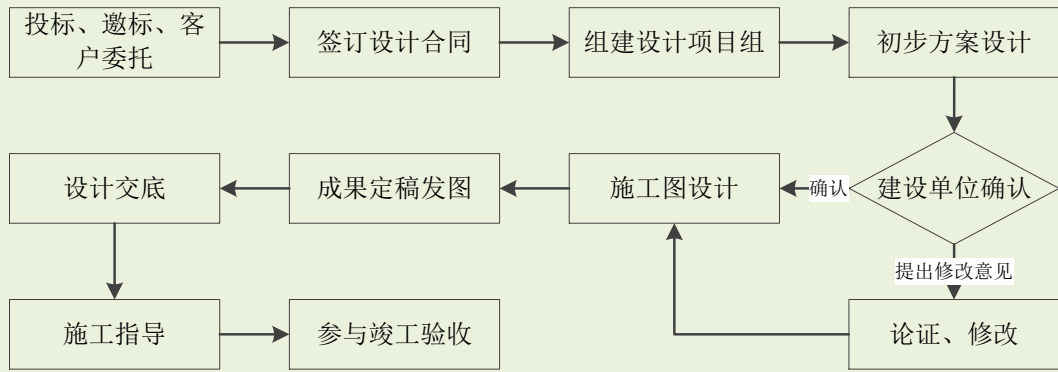 投标、邀标、客
户委托
签订设计合同
组建设计项目组
初步方案设计
设计交底
成果定稿发图
施工图设计
确认
建设单位确认
提出修改意见
施工指导
参与竣工验收
论证、修改